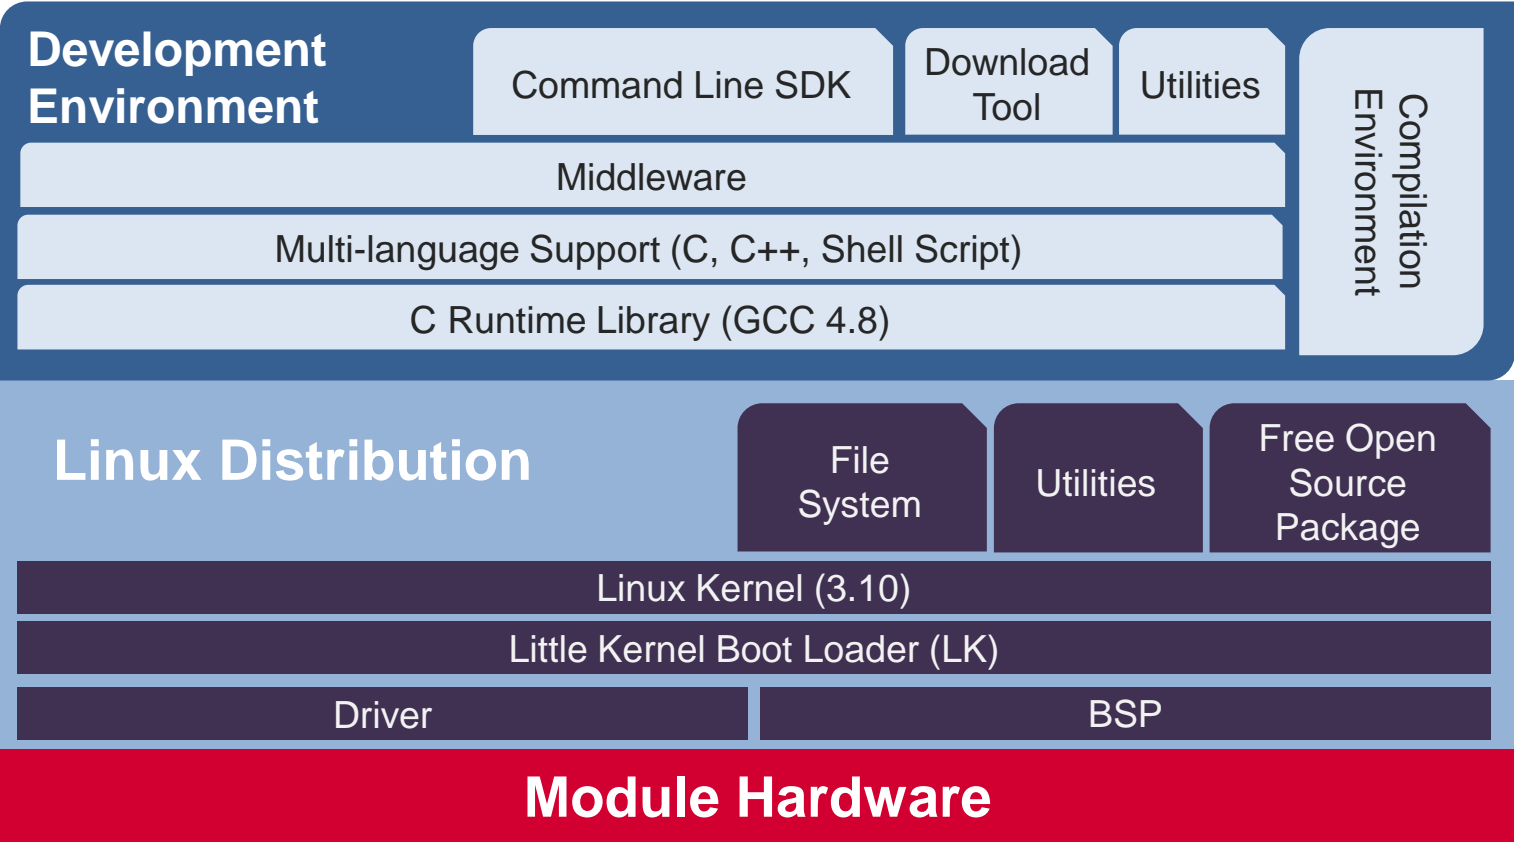 Development
Environment
Command Line SDK
Download
Tool
Utilities
Compilation
Environment
Middleware
Multi-language Support (C, C++, Shell Script)
C Runtime Library (GCC 4.8)
Linux Distribution
File
System
Utilities
Free Open
Source
Package
Linux Kernel (3.10)
Little Kernel Boot Loader (LK)
Driver
BSP
Module Hardware